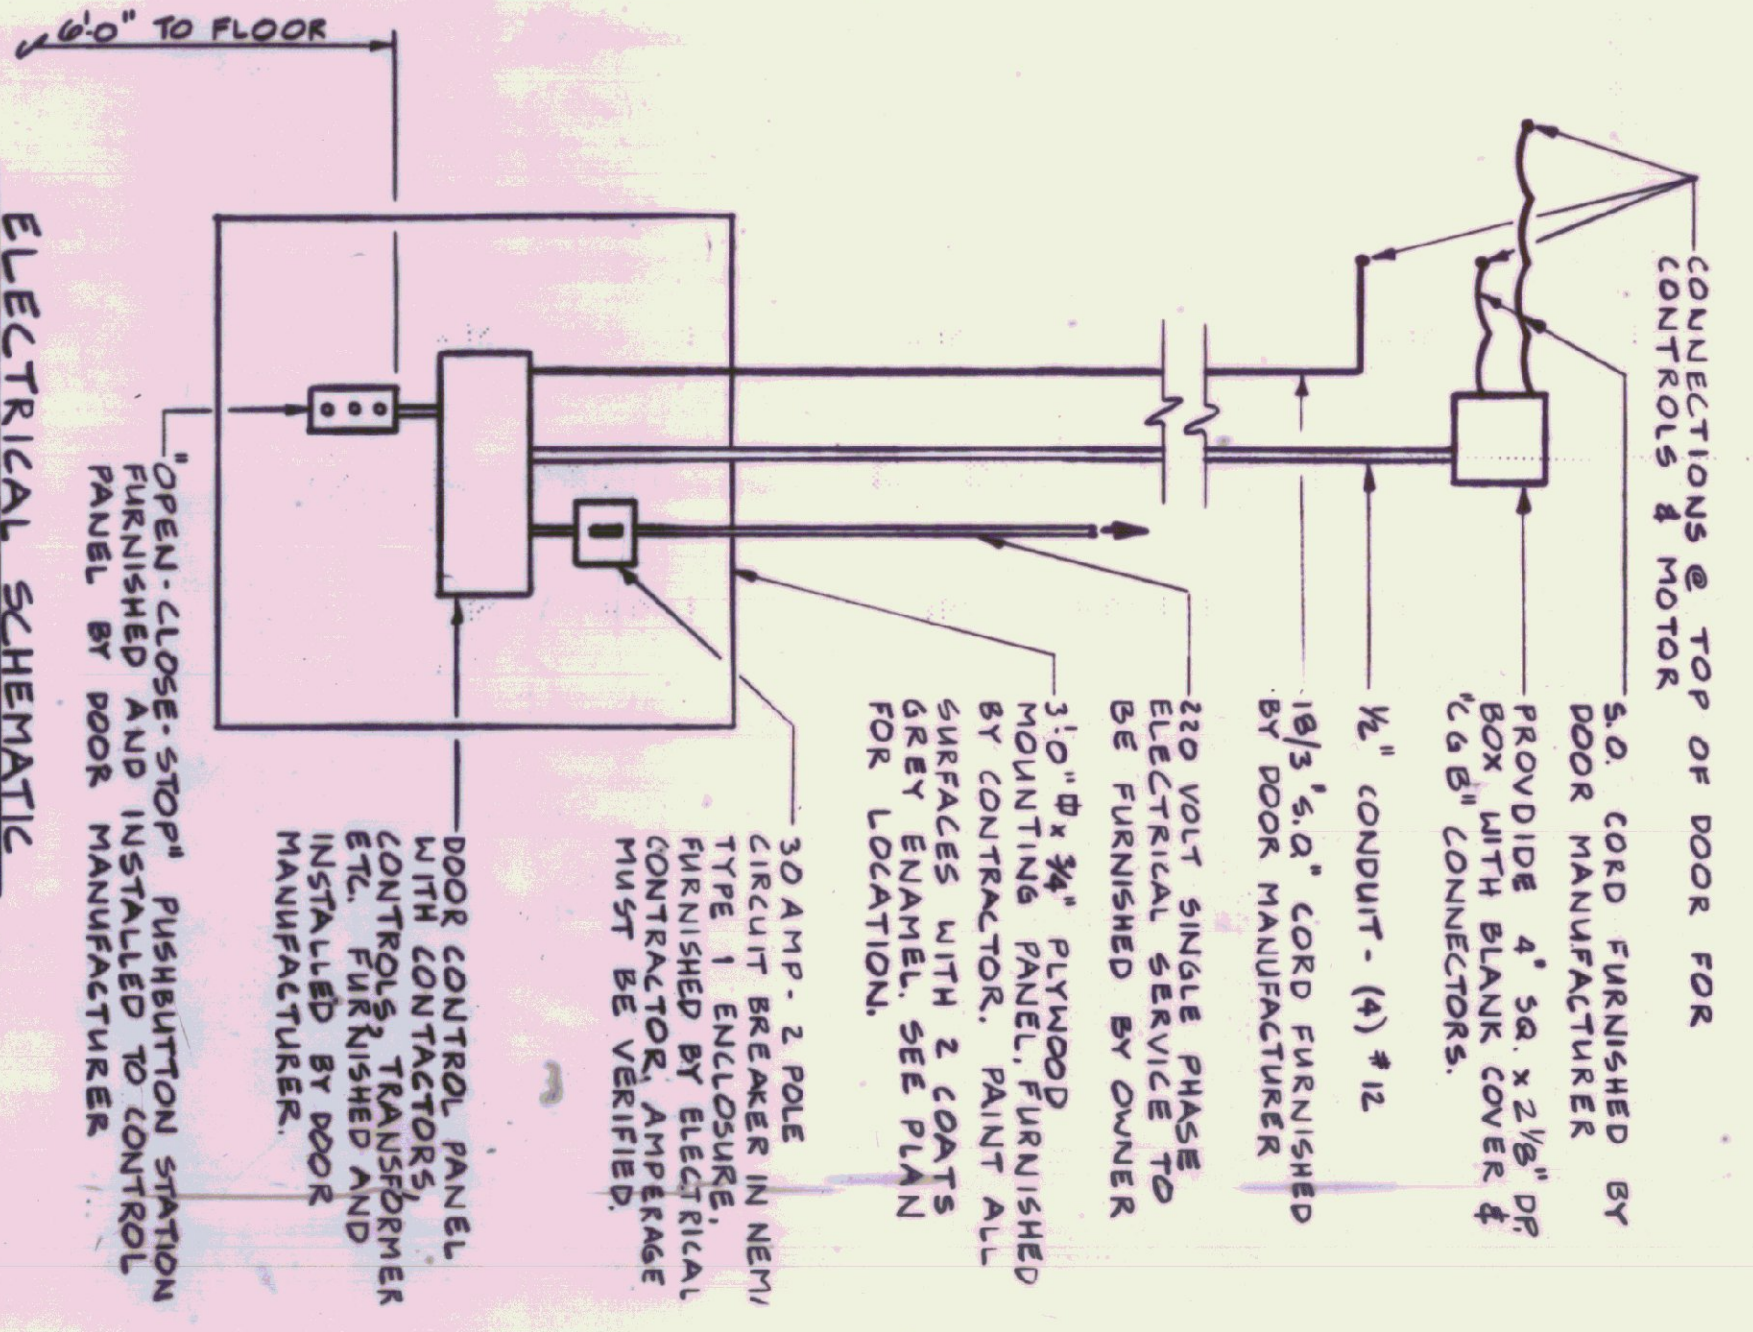 CONNECTIONS @ TOP OF DOOR FOR
CONTROLS & MOTOR
S.O. CORD FURNISHED BY
DOOR MANUFACTURER
PROVDIDE 4" SQ. x 2 1/8" DP.
BOX WITH BLANK COVER &
"CGB" CONNECTORS.
1/2" CONDUIT - (4) #12
18/3 "S.O." CORD FURNISHED
BY DOOR MANUFACTURER
220 VOLT SINGLE PHASE
ELECTRICAL SERVICE TO
BE FURNISHED BY OWNER
3'-0" x 3/4" PLYWOOD
MOUNTING PANEL, FURNISHED
BY CONTRACTOR. PAINT ALL
SURFACES WITH 2 COATS
GREY ENAMEL. SEE PLAN
FOR LOCATION.
30 AMP - 2 POLE
CIRCUIT BREAKER IN NEMI
TYPE 1 ENCLOSURE,
FURNISHED BY ELECTRICAL
CONTRACTOR, AMPERAGE
MUST BE VERIFIED.
DOOR CONTROL PANEL
WITH CONTACTORS,
CONTROLS, TRANSFORMER
ETC. FURNISHED AND
INSTALLED BY DOOR
MANUFACTURER.
"OPEN-CLOSE-STOP" PUSHBUTTON STATION
FURNISHED AND INSTALLED TO CONTROL
PANEL BY DOOR MANUFACTURER
6'-0" TO FLOOR
ELECTRICAL SCHEMATIC